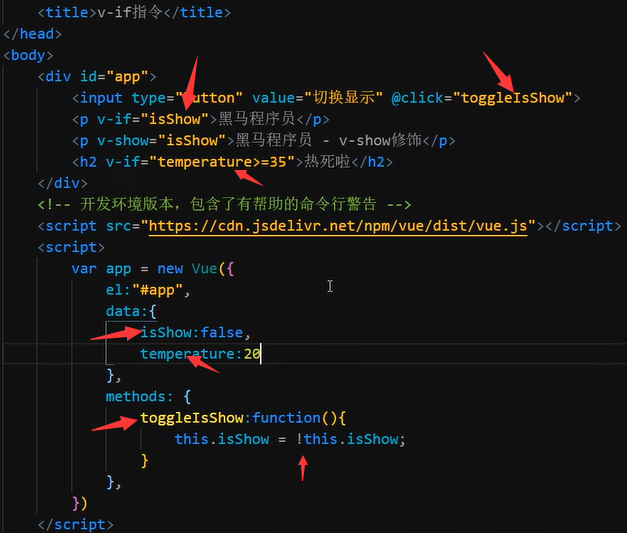 <title>v-if指令</title>
</head>
<body>
<div id="app">
<input type="button" value="切换显示" @click="toggleIsShow">
<p v-if="isShow">黑马程序员</p>
<p v-show="isShow">黑马程序员 - v-show修饰</p>
<h2 v-if="temperature>=35">热死啦</h2>
</div>
<!-- 开发环境版本，包含了有帮助的命令行警告 -->
<script src="https://cdn.jsdelivr.net/npm/vue/dist/vue.js"></script>
<script>
var app = new Vue({
el:"#app",
data:{
isShow:false,
temperature:20
},
methods: {
toggleIsShow:function(){
this.isShow = !this.isShow;
}
},
})
</script>